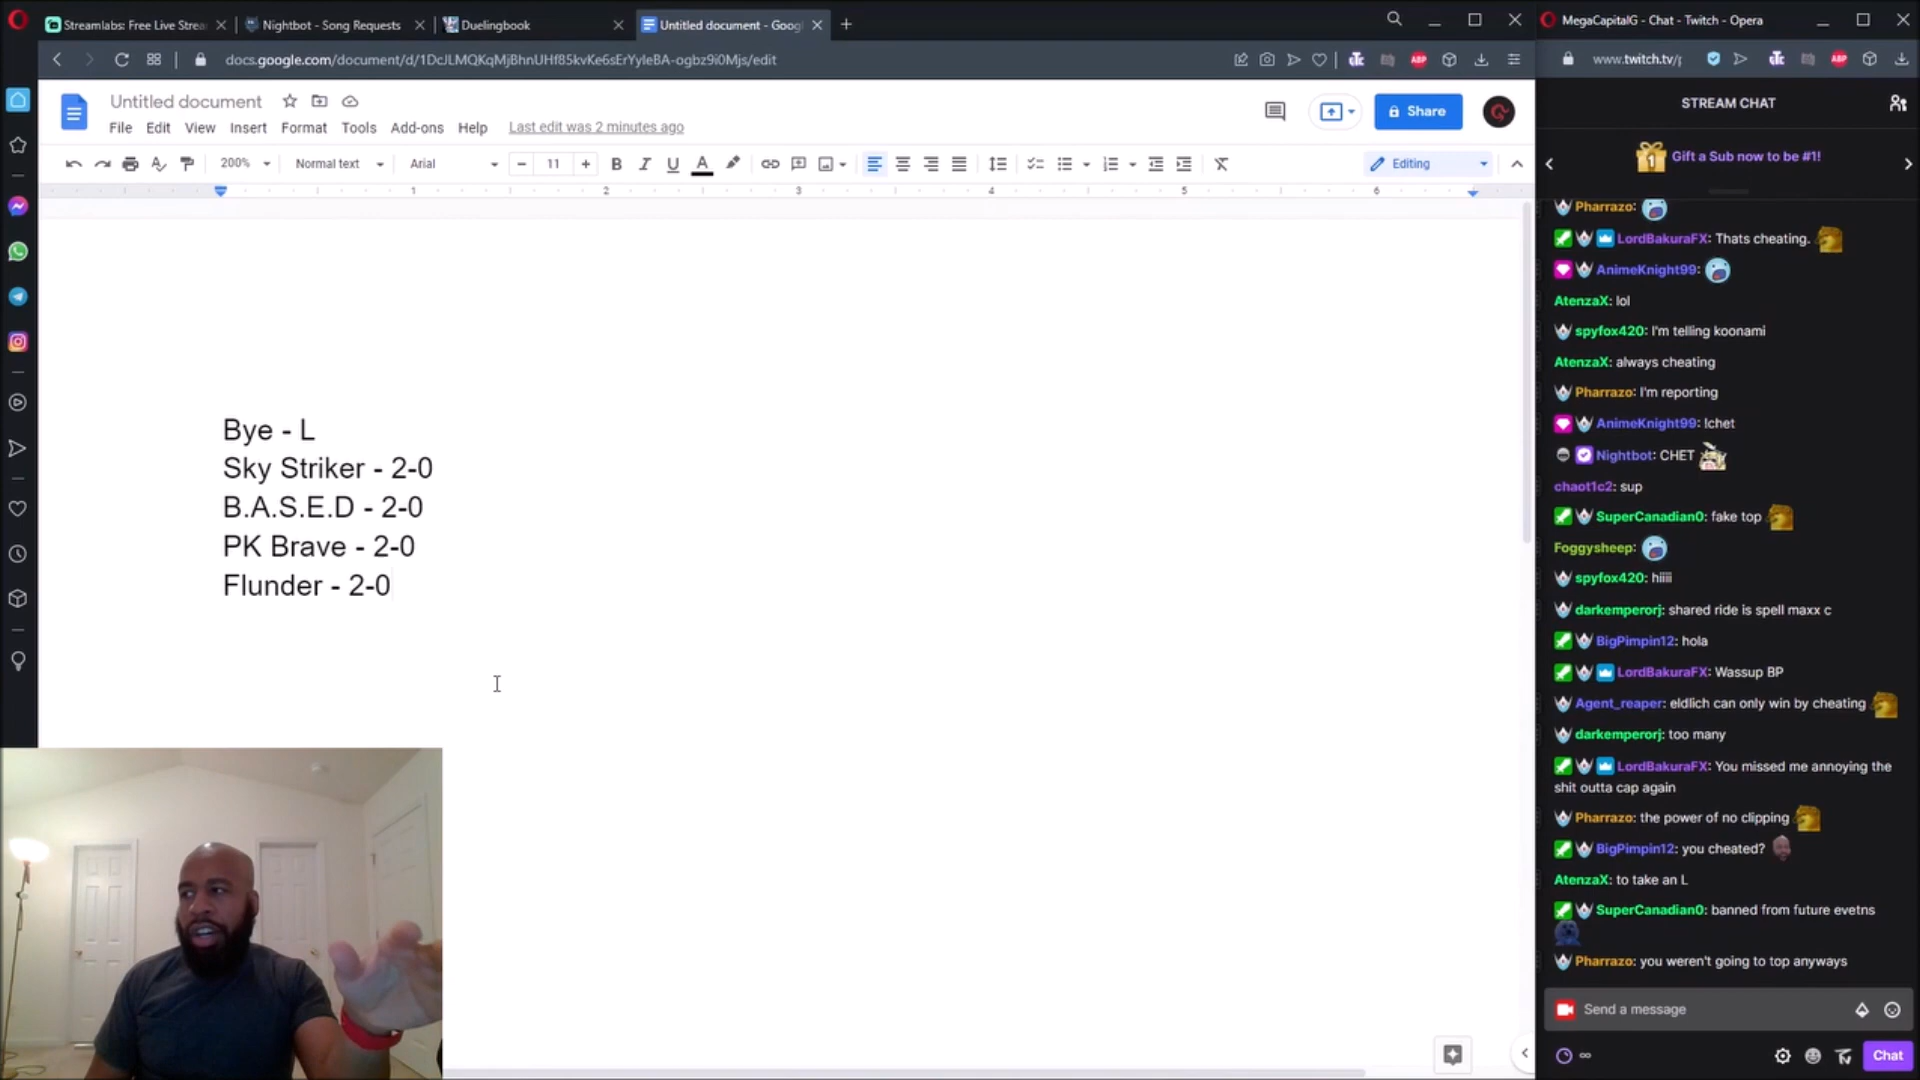 Streamlabs: Free Live Strea
Nightbot - Song Requests
Duelingbook
Untitled document - Goog
MegaCapitalG - Chat - Twitch - Opera
docs.google.com/document/d/1DcJLMQKqMjBhnUHf85kvKe6sErYyleBA-ogbz9i0Mjs/edit
www.twitch.tv/p
Untitled document
File Edit View Insert Format Tools Add-ons Help Last edit was 2 minutes ago
Share
200% Normal text Arial 11 B I U A Editing
1 2 3 4 5 6
Bye - L
Sky Striker - 2-0
B.A.S.E.D - 2-0
PK Brave - 2-0
Flunder - 2-0
STREAM CHAT
1 Gift a Sub now to be #1!
Pharrazo:
LordBakuraFX: Thats cheating.
AnimeKnight99:
AtenzaX: lol
spyfox420: I'm telling koonami
AtenzaX: always cheating
Pharrazo: I'm reporting
AnimeKnight99: !chet
Nightbot: CHET
chaot1c2: sup
SuperCanadian0: fake top
Foggysheep:
spyfox420: hiiii
darkemperorj: shared ride is spell maxx c
BigPimpin12: hola
LordBakuraFX: Wassup BP
Agent_reaper: eldlich can only win by cheating
darkemperorj: too many
LordBakuraFX: You missed me annoying the
shit outta cap again
Pharrazo: the power of no clipping
BigPimpin12: you cheated?
AtenzaX: to take an L
SuperCanadian0: banned from future evetns
Pharrazo: you weren't going to top anyways
Send a message
Chat